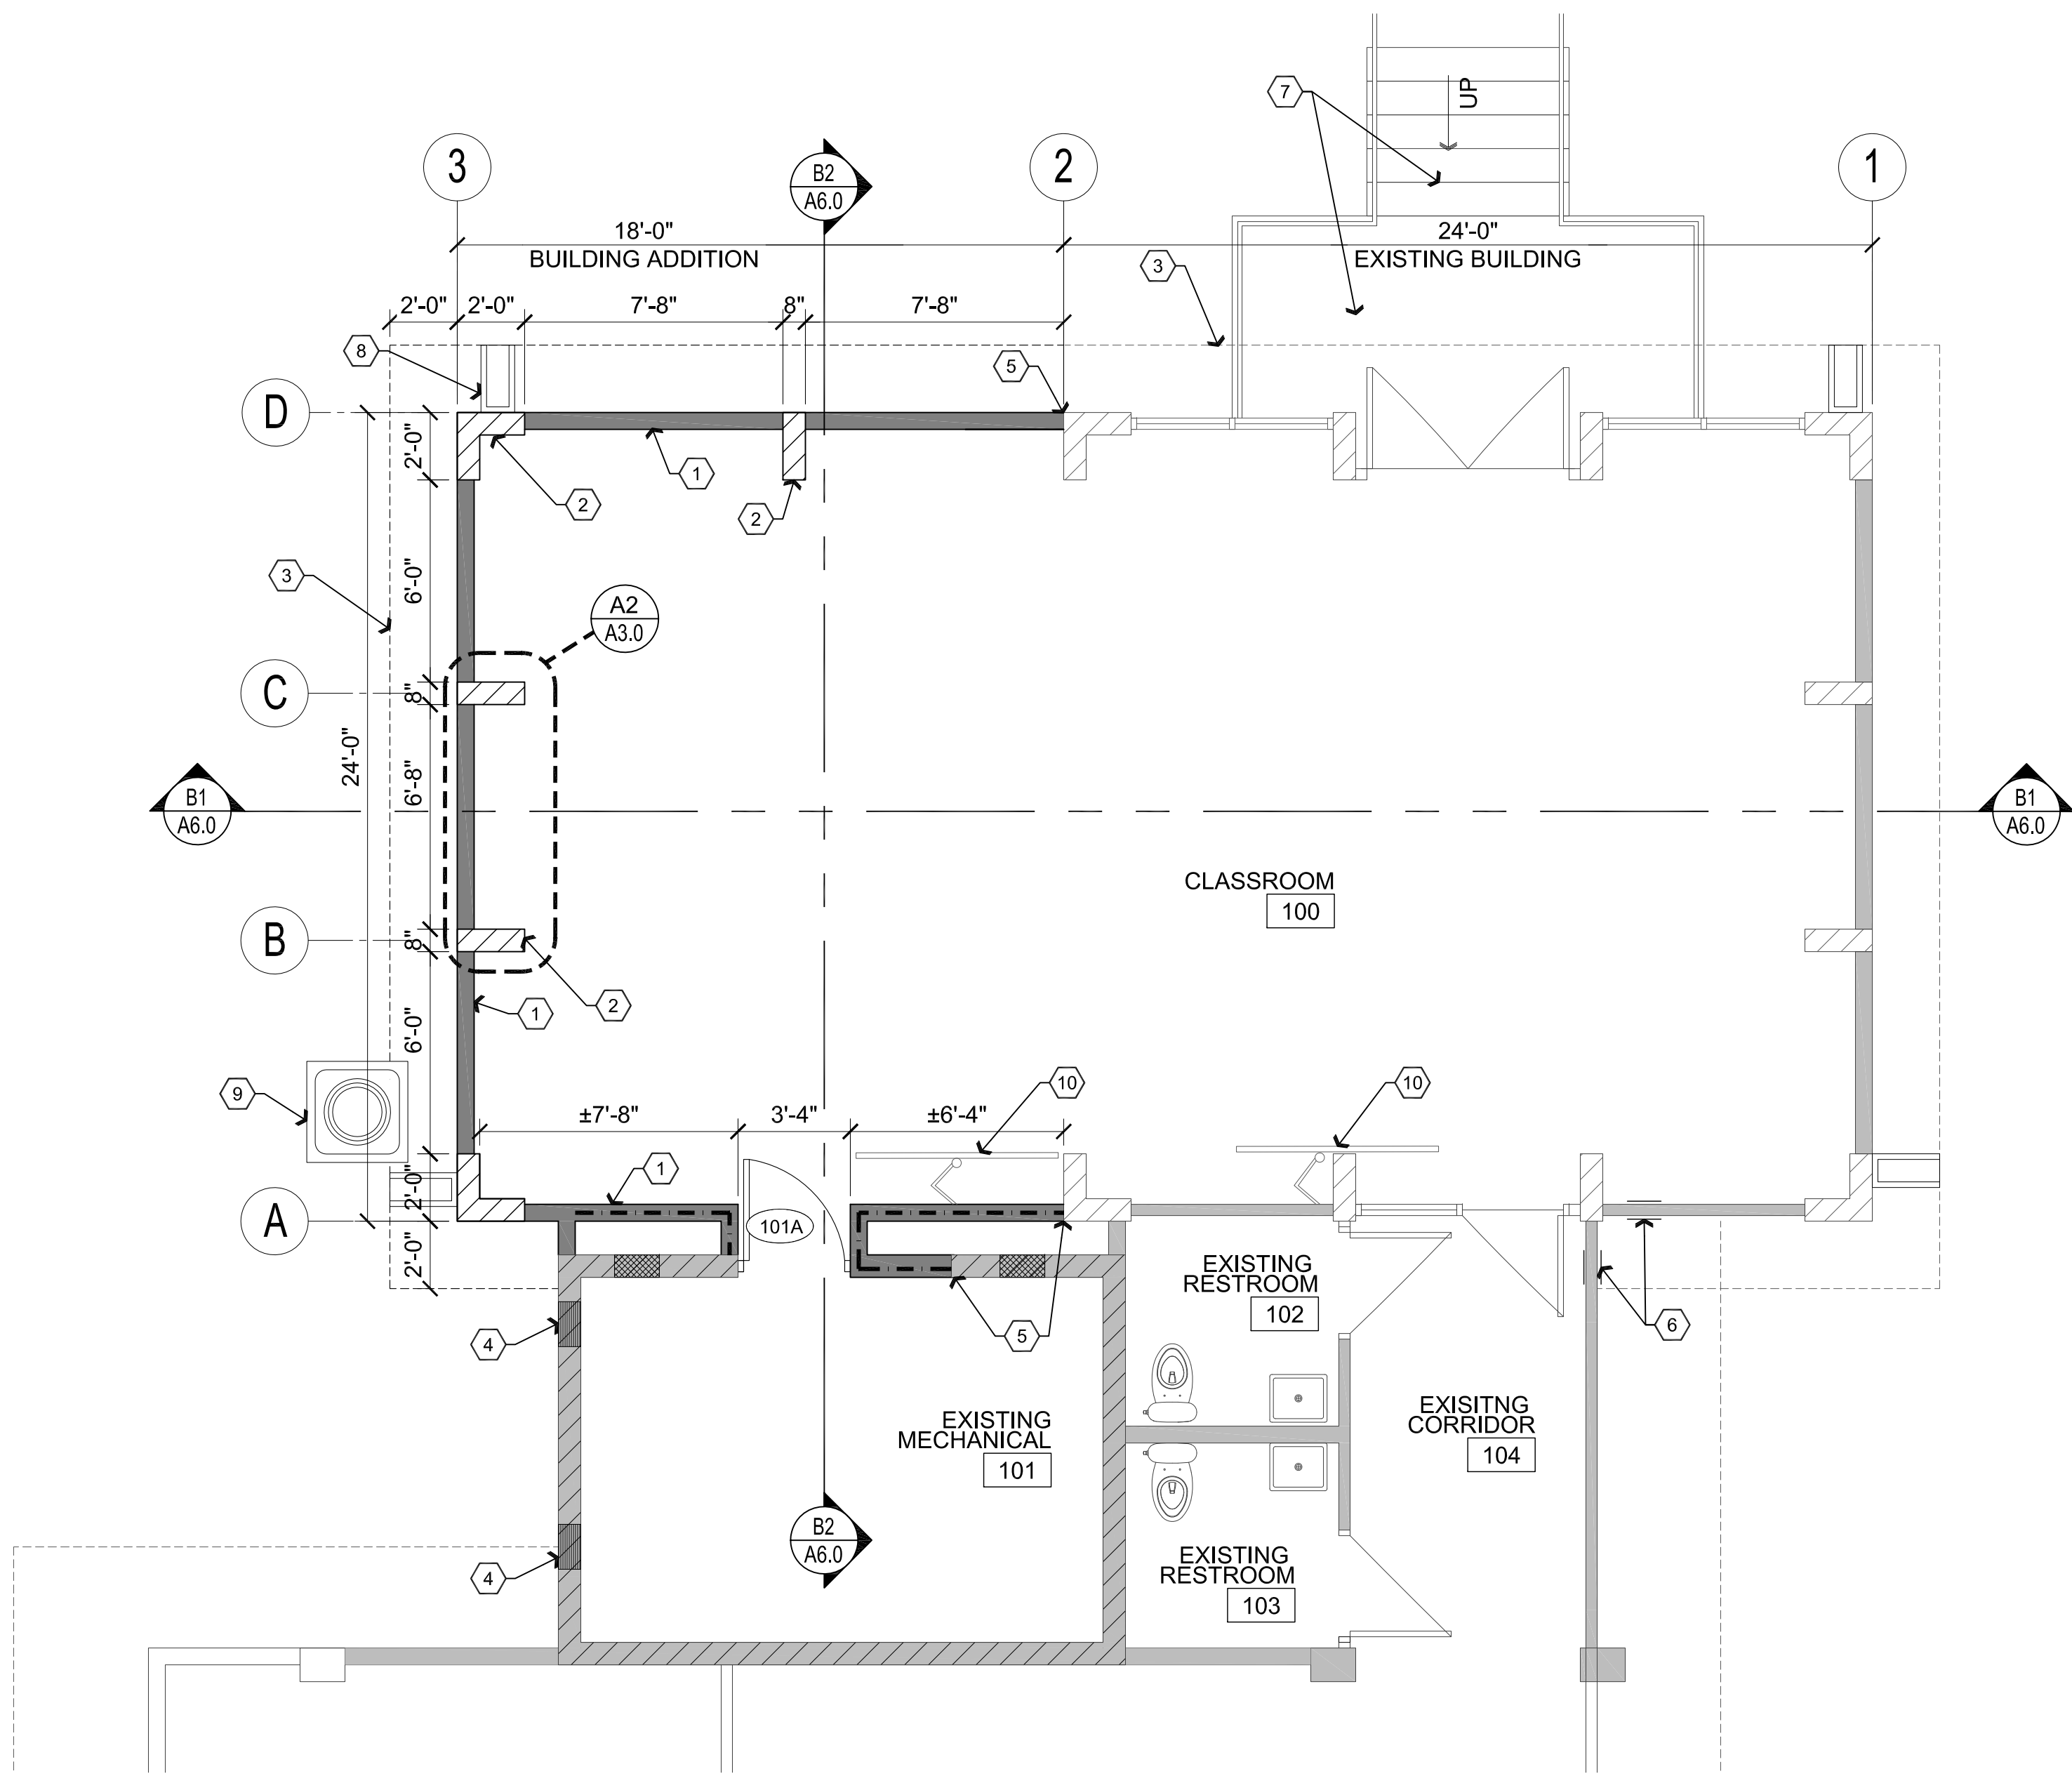 7
UP
3
B2
A6.0
2
1
18'-0"
24'-0"
BUILDING ADDITION
EXISTING BUILDING
3
2'-0"
2'-0"
7'-8"
8"
7'-8"
8
5
D
2'-0"
1
2
2
3
6'-0"
A2
A3.0
C
8"
24'-0"
6'-8"
B1
A6.0
B1
A6.0
CLASSROOM
100
B
8"
1
2
6'-0"
9
10
10
±7'-8"
3'-4"
±6'-4"
1
2'-0"
A
101A
2'-0"
EXISTING
RESTROOM
102
4
5
6
EXISTING
MECHANICAL
101
EXISITNG
CORRIDOR
104
B2
A6.0
4
EXISTING
RESTROOM
103